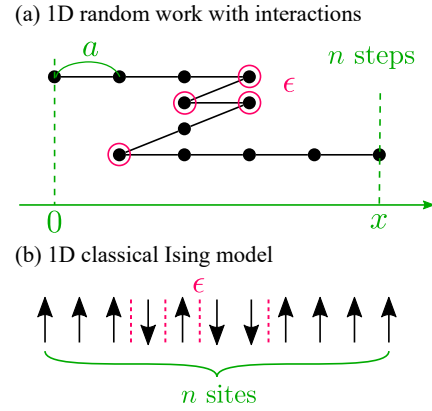 (a) 1D random work with interactions
a
n steps
ϵ
0
x
(b) 1D classical Ising model
ϵ
n sites